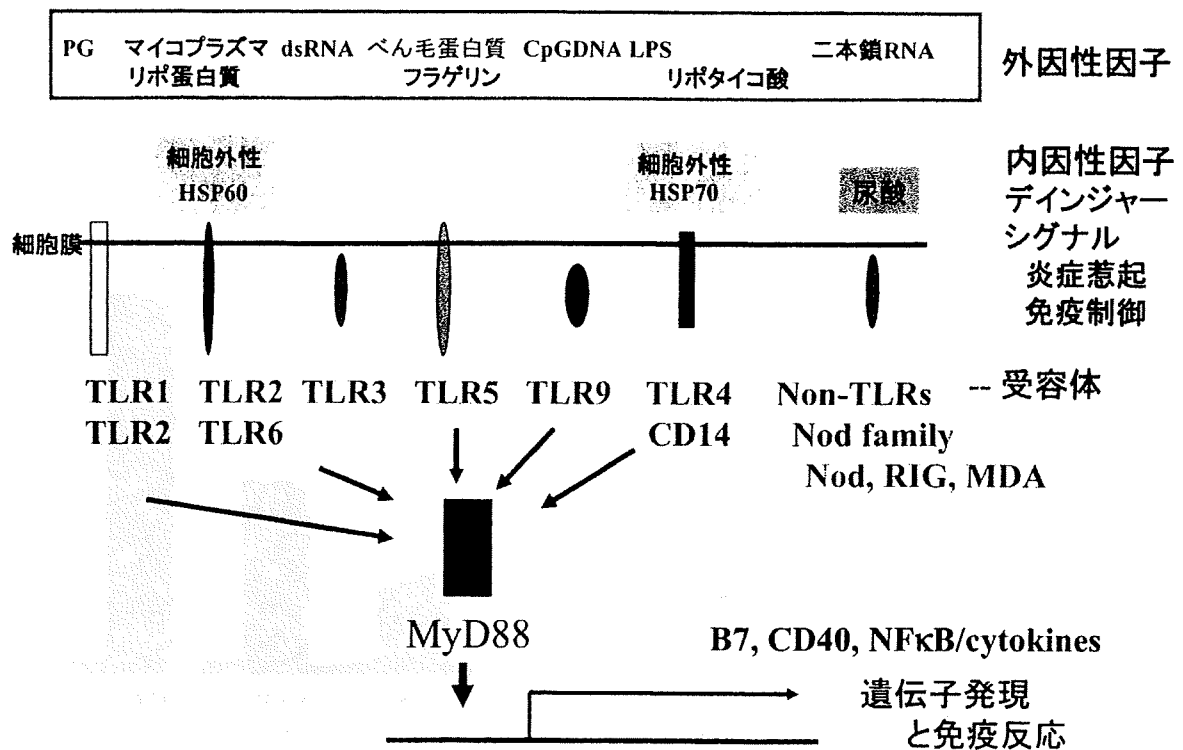 PG マイコプラズマ dsRNA べん毛蛋白質 CpGDNA LPS 二本鎖RNA
リポ蛋白質 フラゲリン リポタイコ酸
外因性因子
細胞外性
HSP60
細胞外性
HSP70
尿酸
内因性因子
デインジャー
シグナル
炎症惹起
免疫制御
細胞膜
TLR1 TLR2 TLR3 TLR5 TLR9 TLR4 Non-TLRs -- 受容体
TLR2 TLR6 CD14 Nod family
Nod, RIG, MDA
MyD88
B7, CD40, NFκB/cytokines
遺伝子発現
と免疫反応